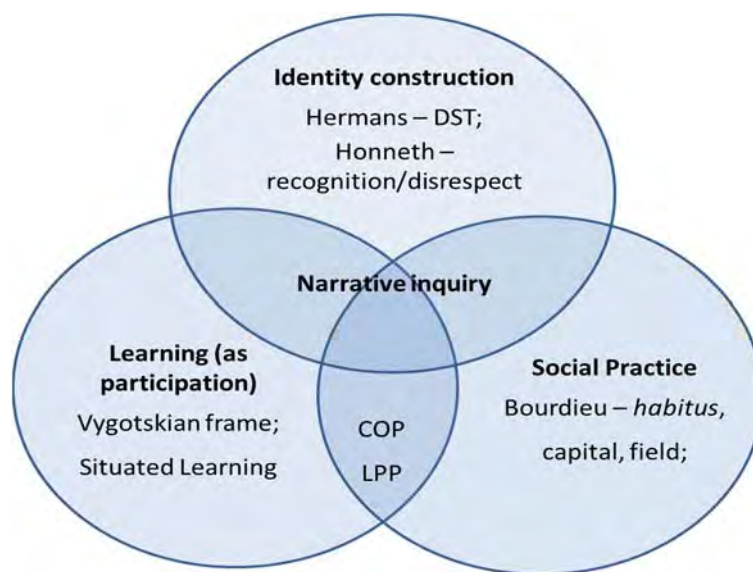 Identity construction
Hermans – DST;
Honneth –
recognition/disrespect
Narrative inquiry
Learning (as
participation)
Vygotskian frame;
Situated Learning
COP
LPP
Social Practice
Bourdieu – habitus,
capital, field;